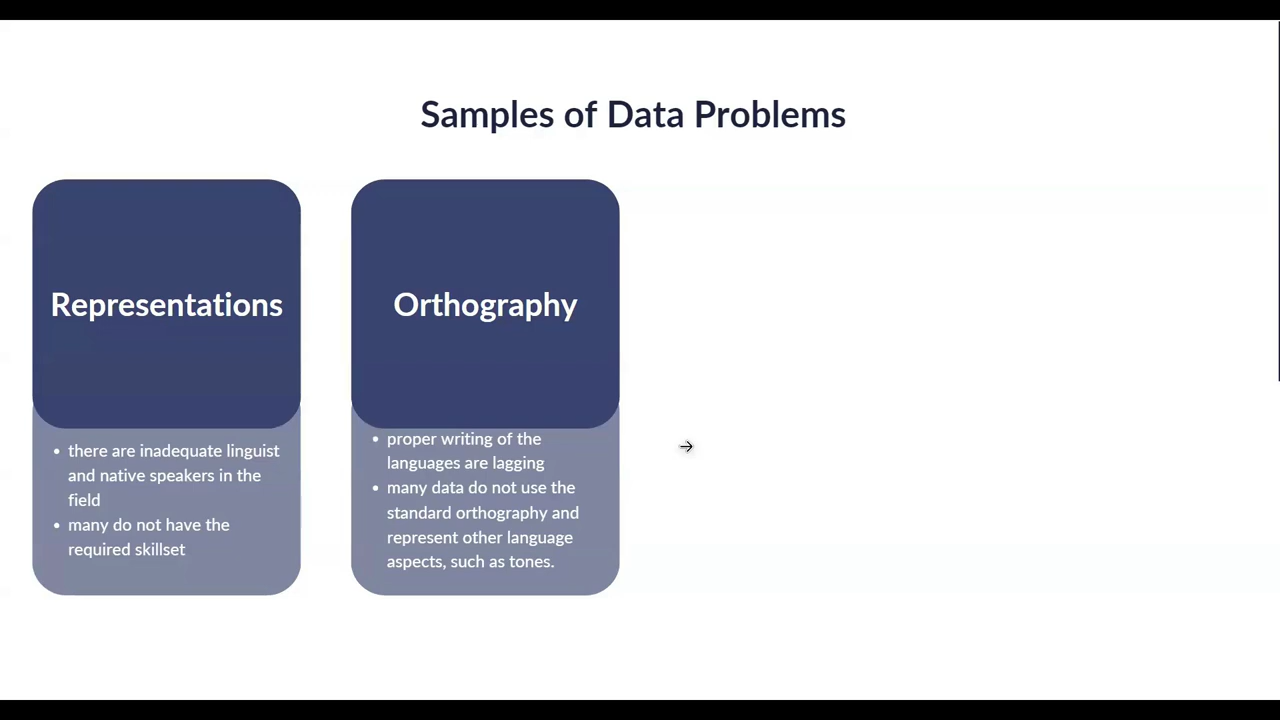 Samples of Data Problems
Representations
• there are inadequate linguist
and native speakers in the
field
• many do not have the
required skillset
Orthography
• proper writing of the
languages are lagging
• many data do not use the
standard orthography and
represent other language
aspects, such as tones.